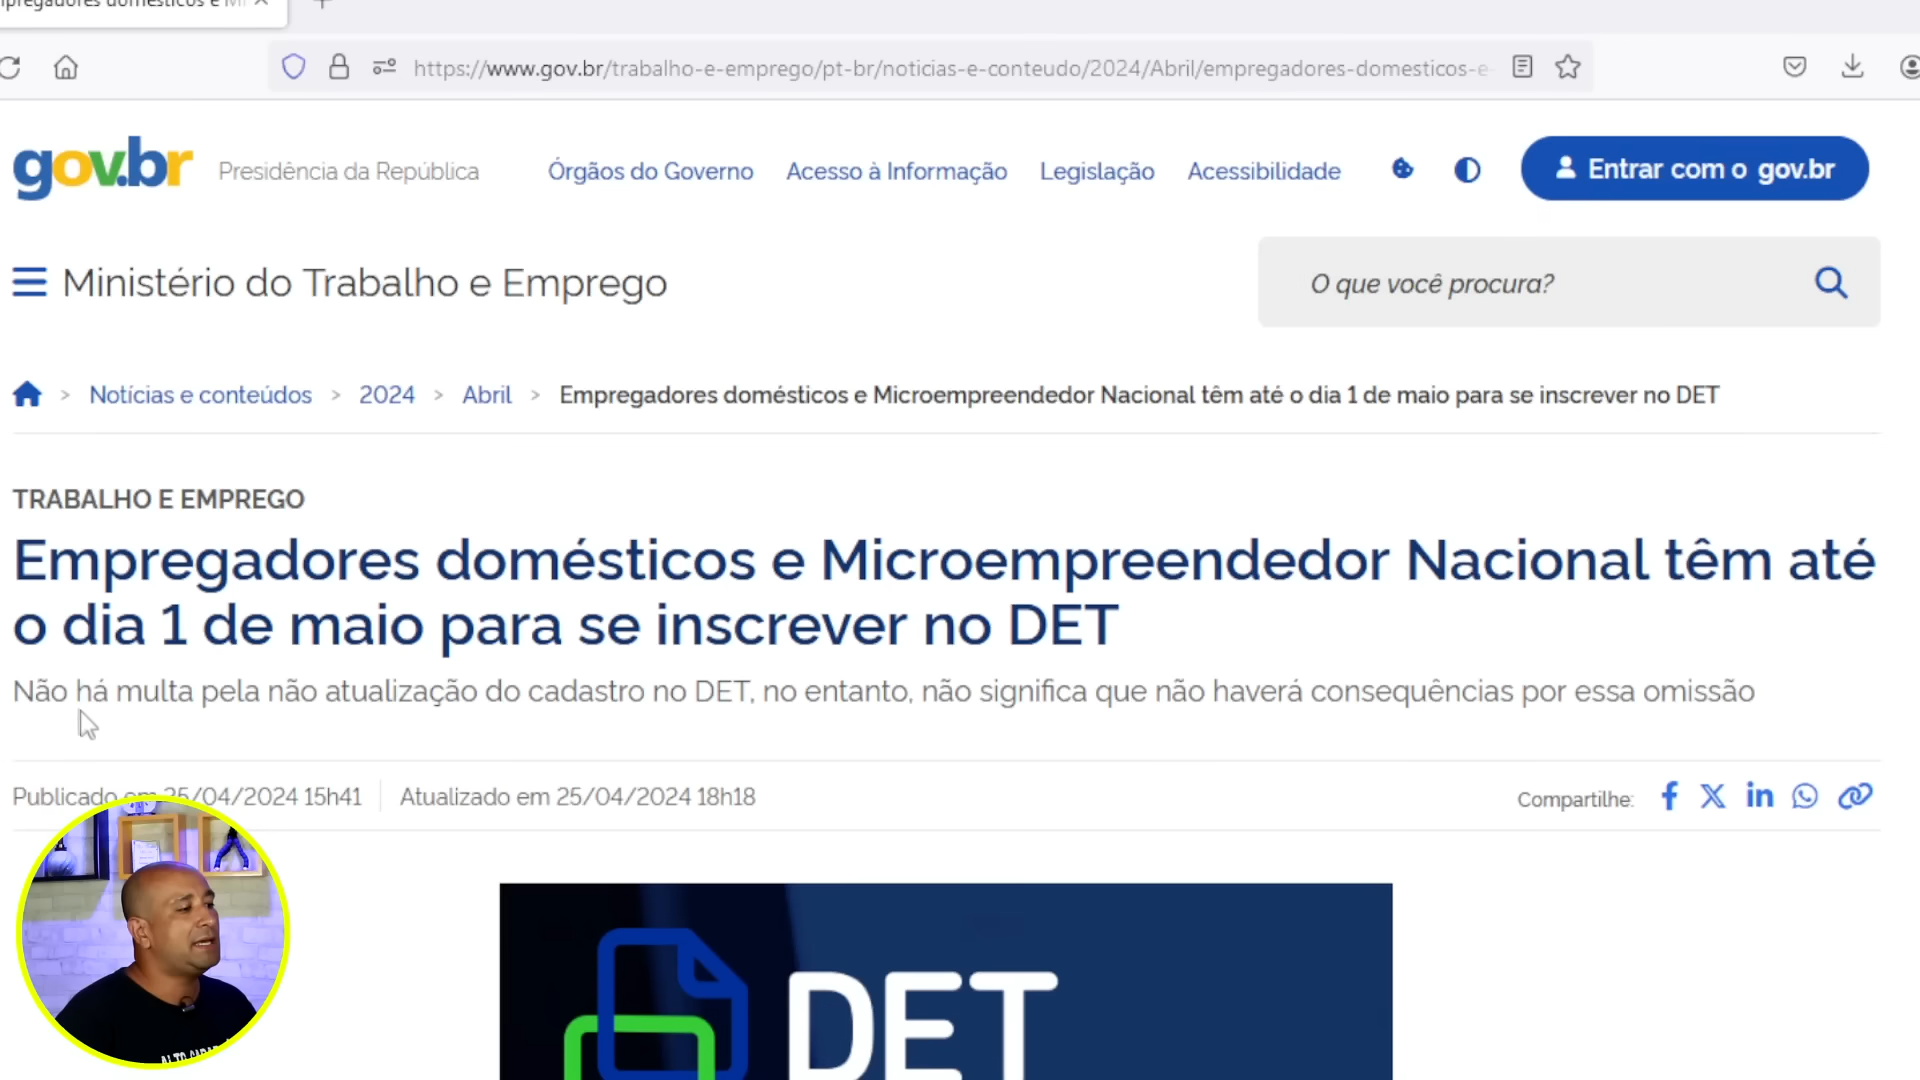 https://www.gov.br/trabalho-e-emprego/pt-br/noticias-e-conteudo/2024/Abril/empregadores-domesticos-e-
gov.br Presidência da República Órgãos do Governo Acesso à Informação Legislação Acessibilidade Entrar com o gov.br
Ministério do Trabalho e Emprego O que você procura?
> Notícias e conteúdos > 2024 > Abril > Empregadores domésticos e Microempreendedor Nacional têm até o dia 1 de maio para se inscrever no DET
TRABALHO E EMPREGO
Empregadores domésticos e Microempreendedor Nacional têm até
o dia 1 de maio para se inscrever no DET
Não há multa pela não atualização do cadastro no DET, no entanto, não significa que não haverá consequências por essa omissão
Publicado em 25/04/2024 15h41 Atualizado em 25/04/2024 18h18 Compartilhe:
DET